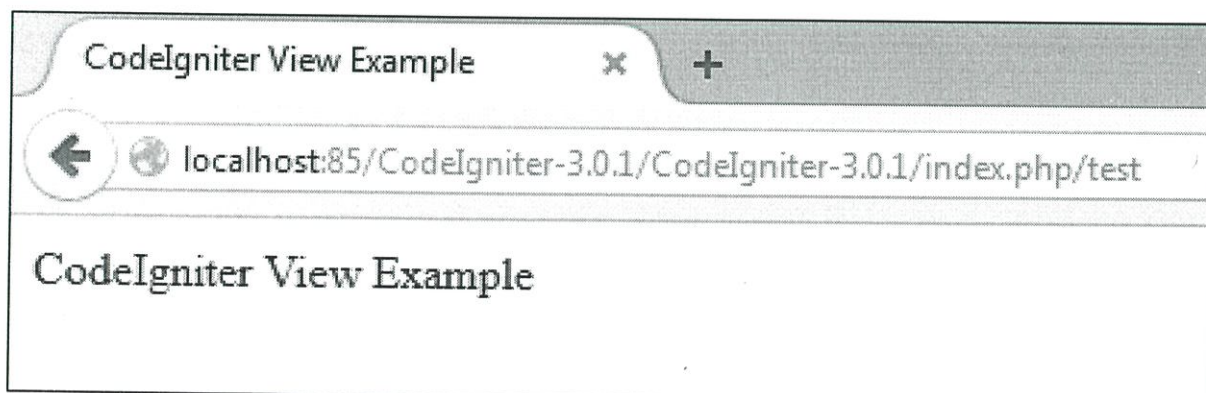 CodeIgniter View Example
localhost:85/CodeIgniter-3.0.1/CodeIgniter-3.0.1/index.php/test
CodeIgniter View Example